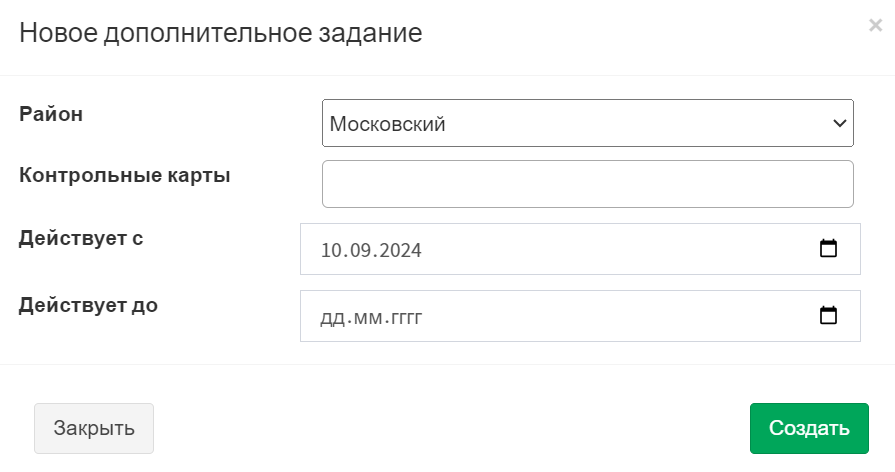 Новое дополнительное задание
×
Район
Московский
Контрольные карты
Действует с
10.09.2024
Действует до
дд.мм.гггг
Закрыть
Создать